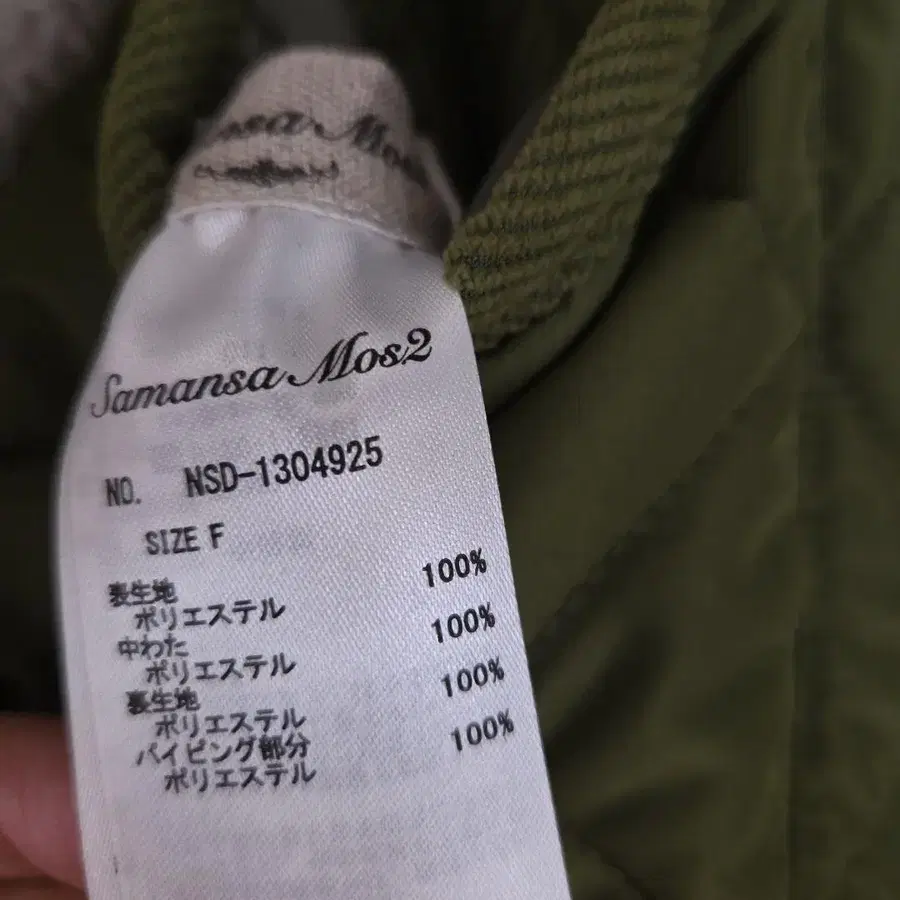 Samansa Mos2
NO. NSD-1304925
SIZE F
表生地
ポリエステル 100%
中わた
ポリエステル 100%
裏生地
ポリエステル 100%
パイピング部分
ポリエステル 100%